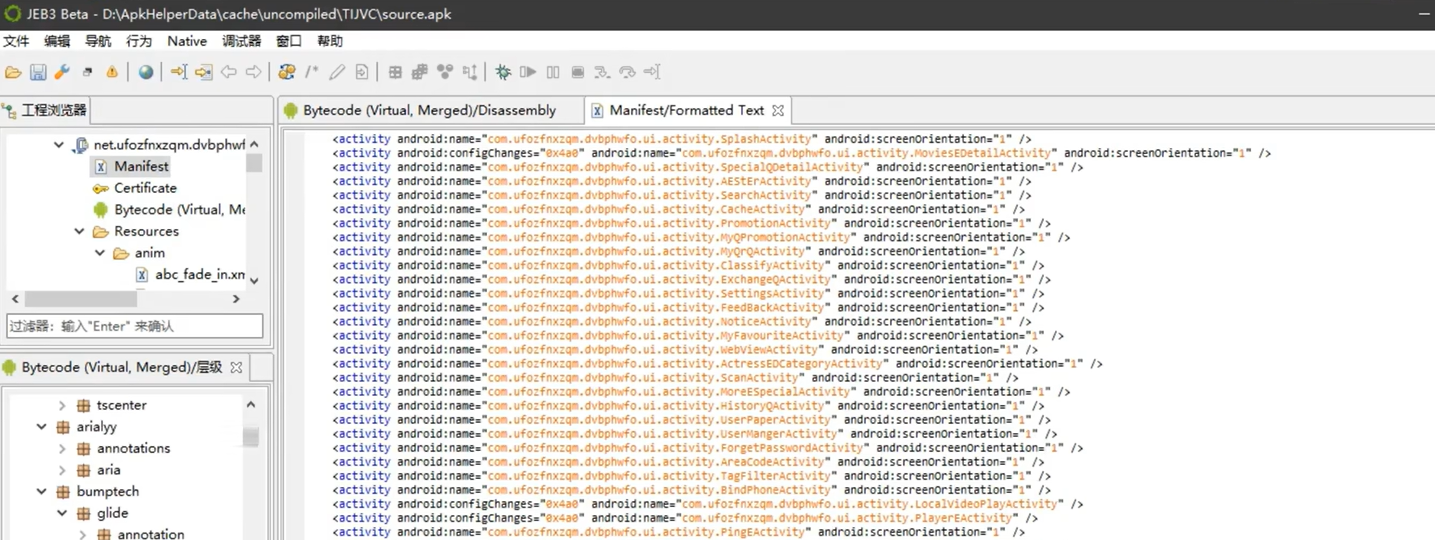 JEB3 Beta - D:\ApkHelperData\cache\uncompiled\TIJVC\source.apk
文件 编辑 导航 行为 Native 调试器 窗口 帮助
工程浏览器
net.ufozfnxzqm.dvbphwf
Manifest
Certificate
Bytecode (Virtual, Me
Resources
anim
abc_fade_in.xm
过滤器: 输入"Enter" 来确认
Bytecode (Virtual, Merged)/层级
tscenter
arialyy
annotations
aria
bumptech
glide
annotation
Bytecode (Virtual, Merged)/Disassembly
Manifest/Formatted Text
<activity android:name="com.ufozfnxzqm.dvbphwfo.ui.activity.SplashActivity" android:screenOrientation="1" />
<activity android:configChanges="0x4a0" android:name="com.ufozfnxzqm.dvbphwfo.ui.activity.MoviesEDetailActivity" android:screenOrientation="1" />
<activity android:name="com.ufozfnxzqm.dvbphwfo.ui.activity.SpecialQDetailActivity" android:screenOrientation="1" />
<activity android:name="com.ufozfnxzqm.dvbphwfo.ui.activity.AEStErActivity" android:screenOrientation="1" />
<activity android:name="com.ufozfnxzqm.dvbphwfo.ui.activity.SearchActivity" android:screenOrientation="1" />
<activity android:name="com.ufozfnxzqm.dvbphwfo.ui.activity.CacheActivity" android:screenOrientation="1" />
<activity android:name="com.ufozfnxzqm.dvbphwfo.ui.activity.PromotionActivity" android:screenOrientation="1" />
<activity android:name="com.ufozfnxzqm.dvbphwfo.ui.activity.MyQPromotionActivity" android:screenOrientation="1" />
<activity android:name="com.ufozfnxzqm.dvbphwfo.ui.activity.MyQrQActivity" android:screenOrientation="1" />
<activity android:name="com.ufozfnxzqm.dvbphwfo.ui.activity.ClassifyActivity" android:screenOrientation="1" />
<activity android:name="com.ufozfnxzqm.dvbphwfo.ui.activity.ExchangeQActivity" android:screenOrientation="1" />
<activity android:name="com.ufozfnxzqm.dvbphwfo.ui.activity.SettingsActivity" android:screenOrientation="1" />
<activity android:name="com.ufozfnxzqm.dvbphwfo.ui.activity.FeedBackActivity" android:screenOrientation="1" />
<activity android:name="com.ufozfnxzqm.dvbphwfo.ui.activity.NoticeActivity" android:screenOrientation="1" />
<activity android:name="com.ufozfnxzqm.dvbphwfo.ui.activity.MyFavouriteActivity" android:screenOrientation="1" />
<activity android:name="com.ufozfnxzqm.dvbphwfo.ui.activity.WebViewActivity" android:screenOrientation="1" />
<activity android:name="com.ufozfnxzqm.dvbphwfo.ui.activity.ActressEDCategoryActivity" android:screenOrientation="1" />
<activity android:name="com.ufozfnxzqm.dvbphwfo.ui.activity.ScanActivity" android:screenOrientation="1" />
<activity android:name="com.ufozfnxzqm.dvbphwfo.ui.activity.MoreESpecialActivity" android:screenOrientation="1" />
<activity android:name="com.ufozfnxzqm.dvbphwfo.ui.activity.HistoryQActivity" android:screenOrientation="1" />
<activity android:name="com.ufozfnxzqm.dvbphwfo.ui.activity.UserPaperActivity" android:screenOrientation="1" />
<activity android:name="com.ufozfnxzqm.dvbphwfo.ui.activity.UserMangerActivity" android:screenOrientation="1" />
<activity android:name="com.ufozfnxzqm.dvbphwfo.ui.activity.ForgetPasswordActivity" android:screenOrientation="1" />
<activity android:name="com.ufozfnxzqm.dvbphwfo.ui.activity.AreaCodeActivity" android:screenOrientation="1" />
<activity android:name="com.ufozfnxzqm.dvbphwfo.ui.activity.TagFilterActivity" android:screenOrientation="1" />
<activity android:name="com.ufozfnxzqm.dvbphwfo.ui.activity.BindPhoneActivity" android:screenOrientation="1" />
<activity android:configChanges="0x4a0" android:name="com.ufozfnxzqm.dvbphwfo.ui.activity.LocalVideoPlayActivity" />
<activity android:configChanges="0x4a0" android:name="com.ufozfnxzqm.dvbphwfo.ui.activity.PlayerEActivity" />
<activity android:name="com.ufozfnxzqm.dvbphwfo.ui.activity.PingEActivity" android:screenOrientation="1" />